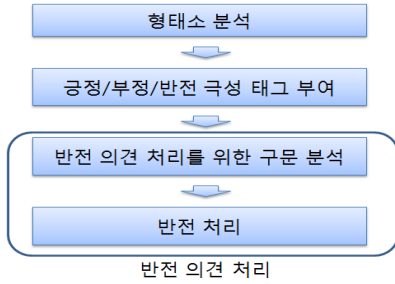 형태소 분석
긍정/부정/반전 극성 태그 부여
반전 의견 처리를 위한 구문 분석
반전 처리
반전 의견 처리